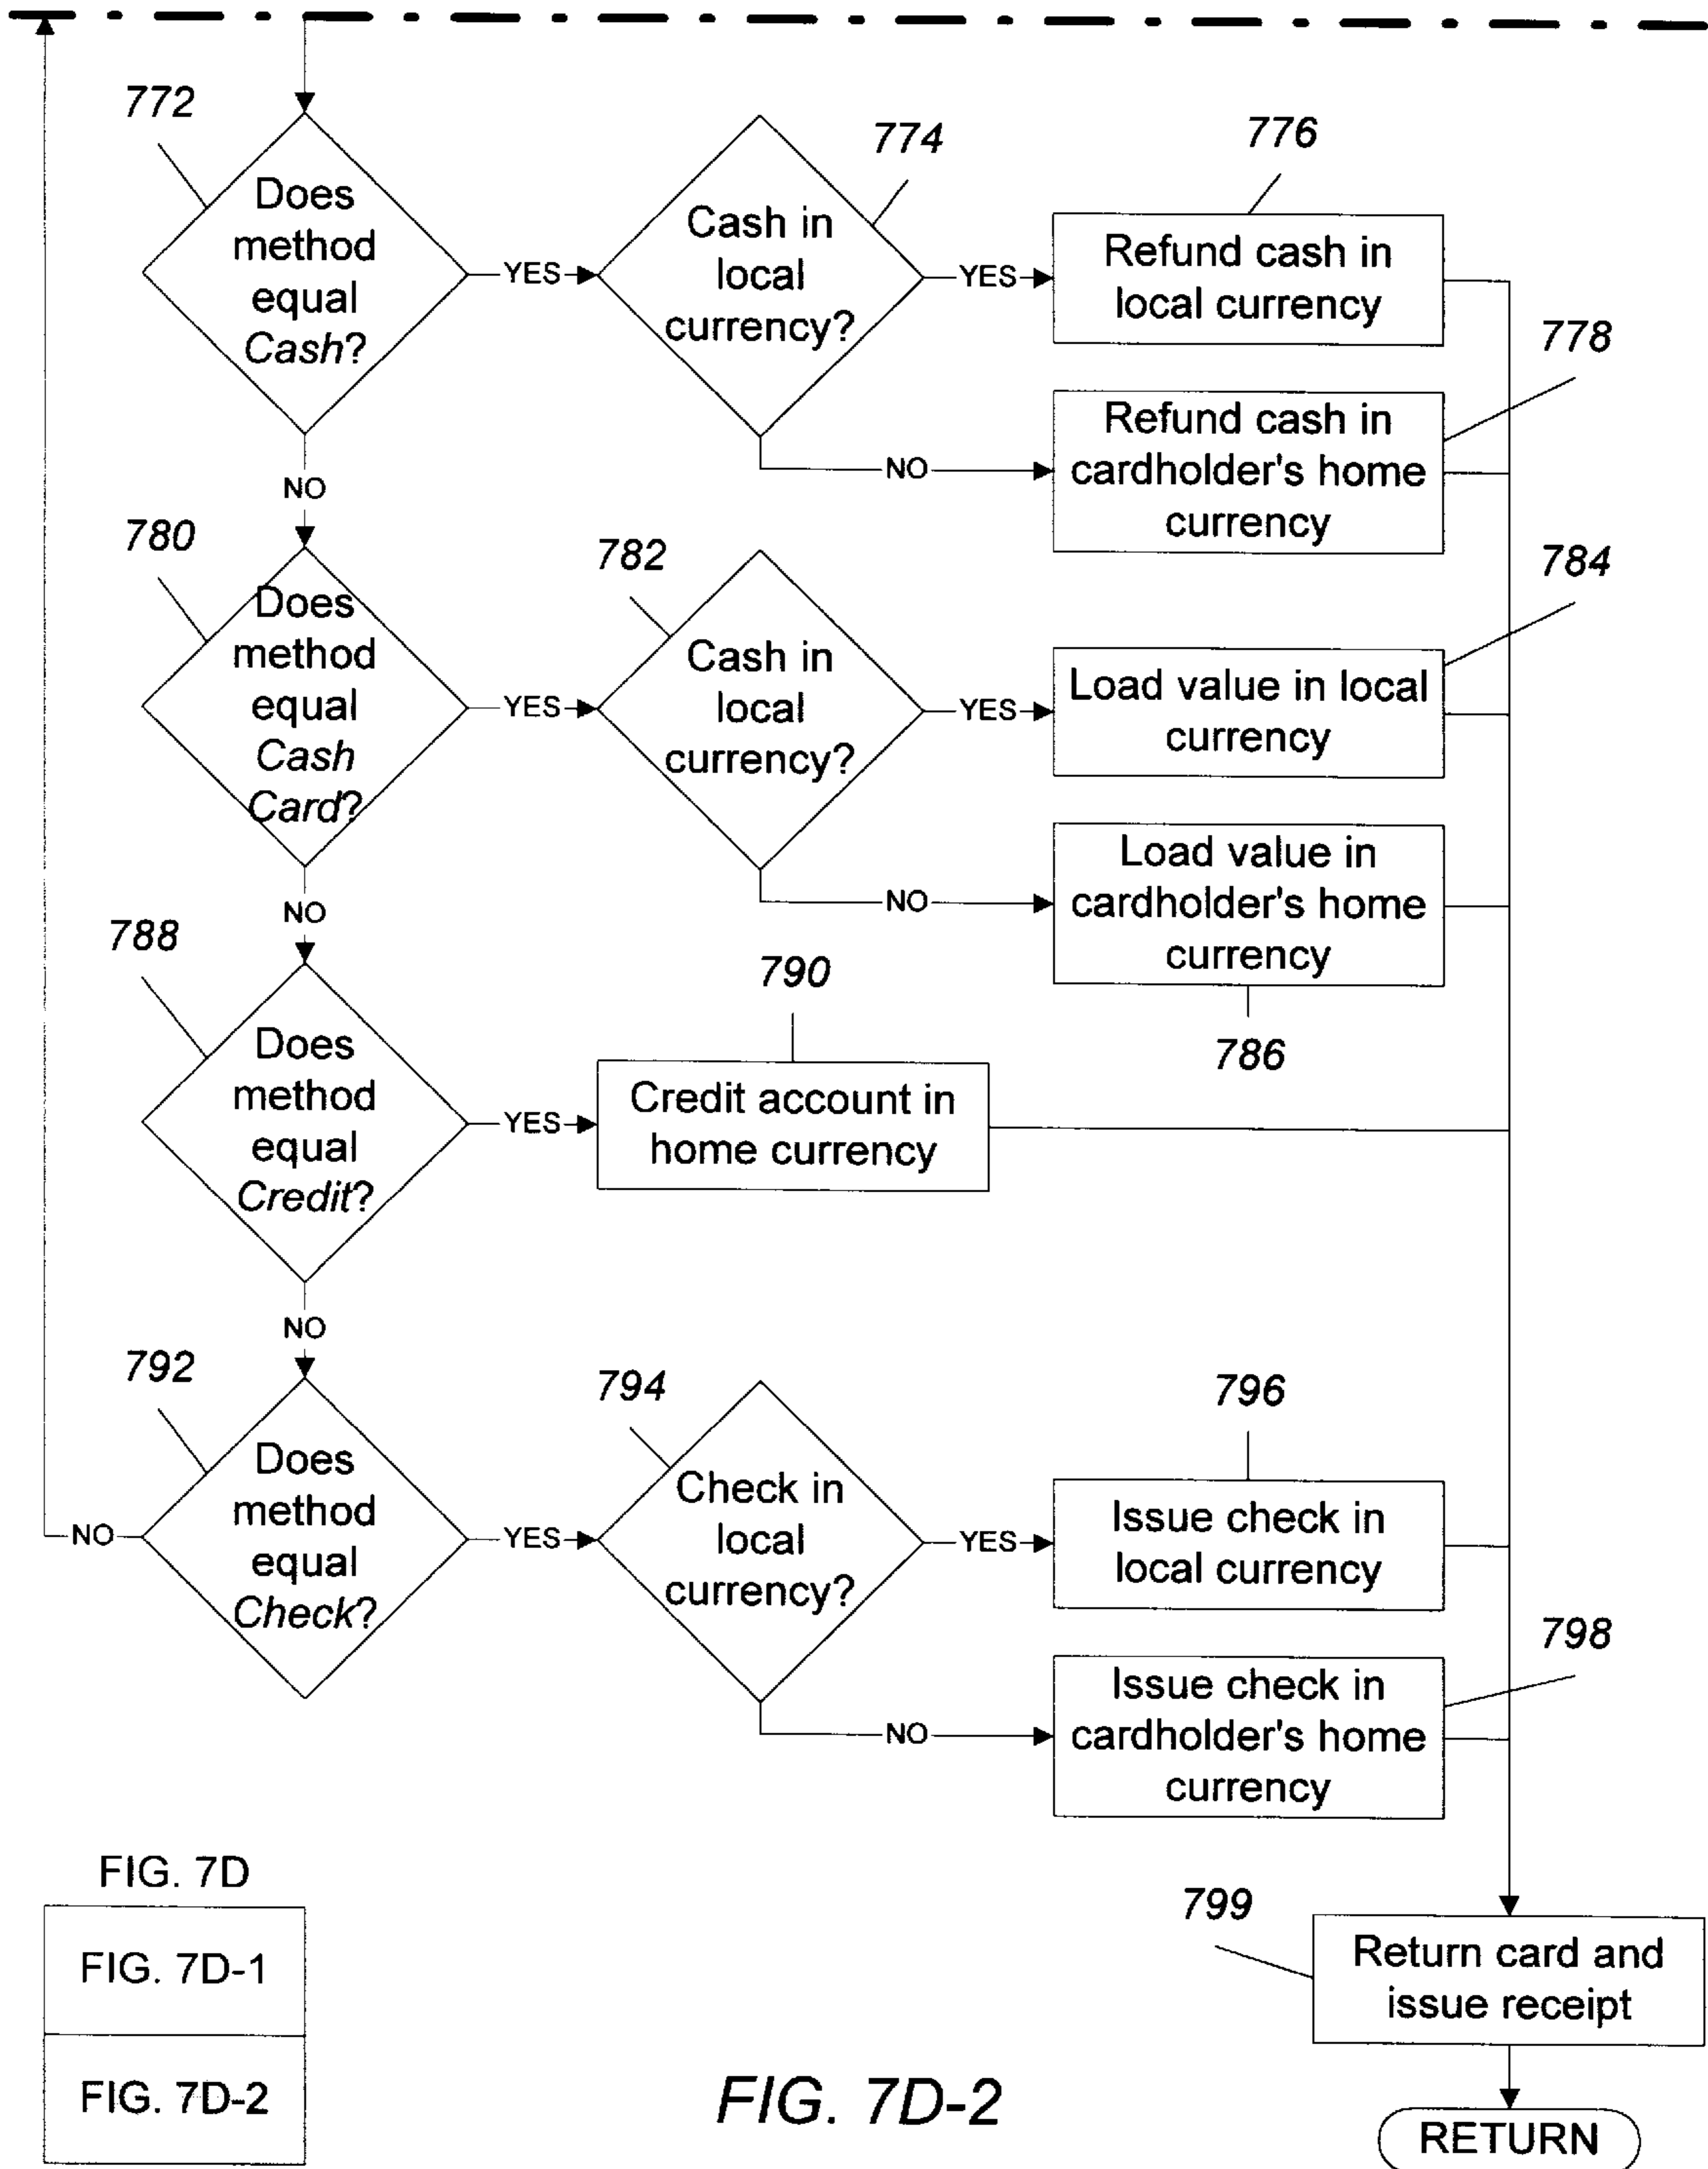 772
Does
method
equal
Cash?
YES
774
Cash in
local
currency?
YES
776
Refund cash in
local currency
NO
778
Refund cash in
cardholder's home
currency
NO
780
Does
method
equal
Cash
Card?
YES
782
Cash in
local
currency?
YES
784
Load value in local
currency
NO
Load value in
cardholder's home
currency
786
NO
788
Does
method
equal
Credit?
YES
790
Credit account in
home currency
NO
792
Does
method
equal
Check?
NO
YES
794
Check in
local
currency?
YES
796
Issue check in
local currency
NO
798
Issue check in
cardholder's home
currency
799
Return card and
issue receipt
RETURN
FIG. 7D
FIG. 7D-1
FIG. 7D-2
FIG. 7D-2